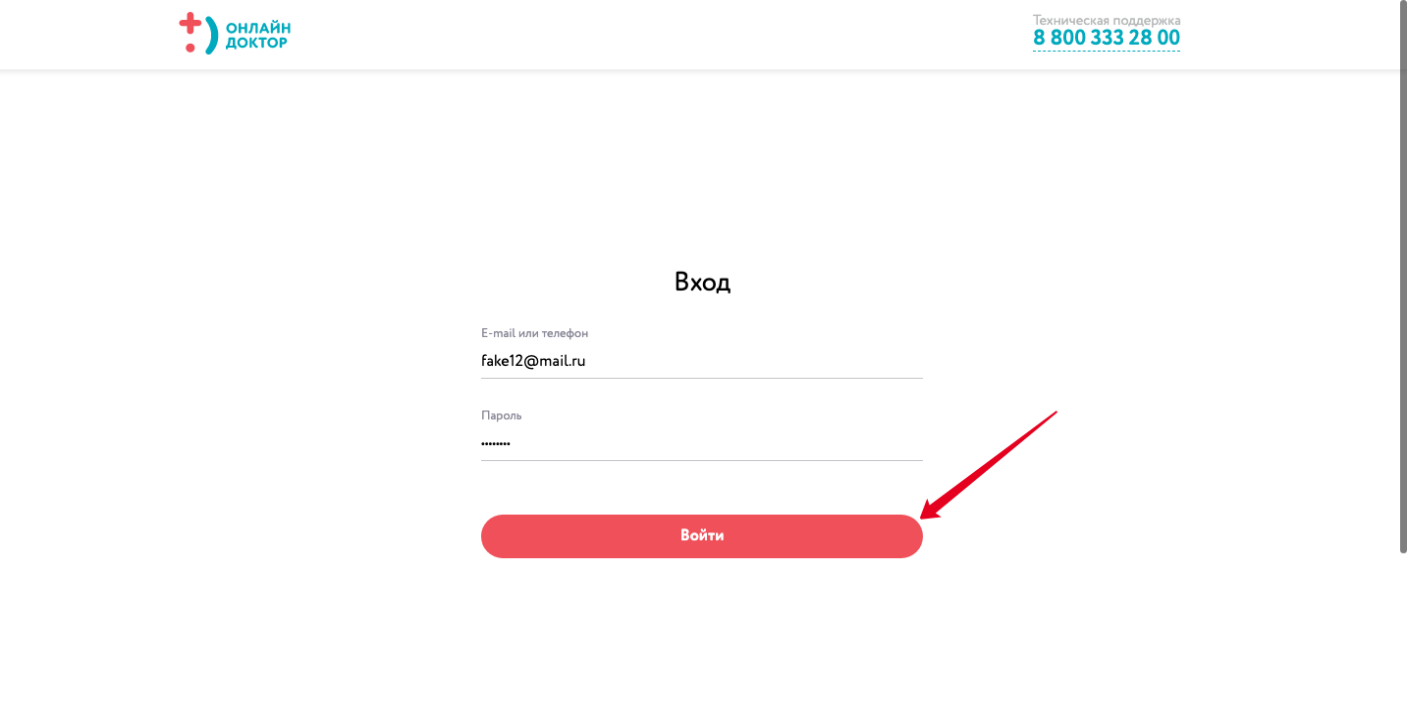 ОНЛАЙН
ДОКТОР
Техническая поддержка
8 800 333 28 00
Вход
E-mail или телефон
fake12@mail.ru
Пароль
••••••••
Войти